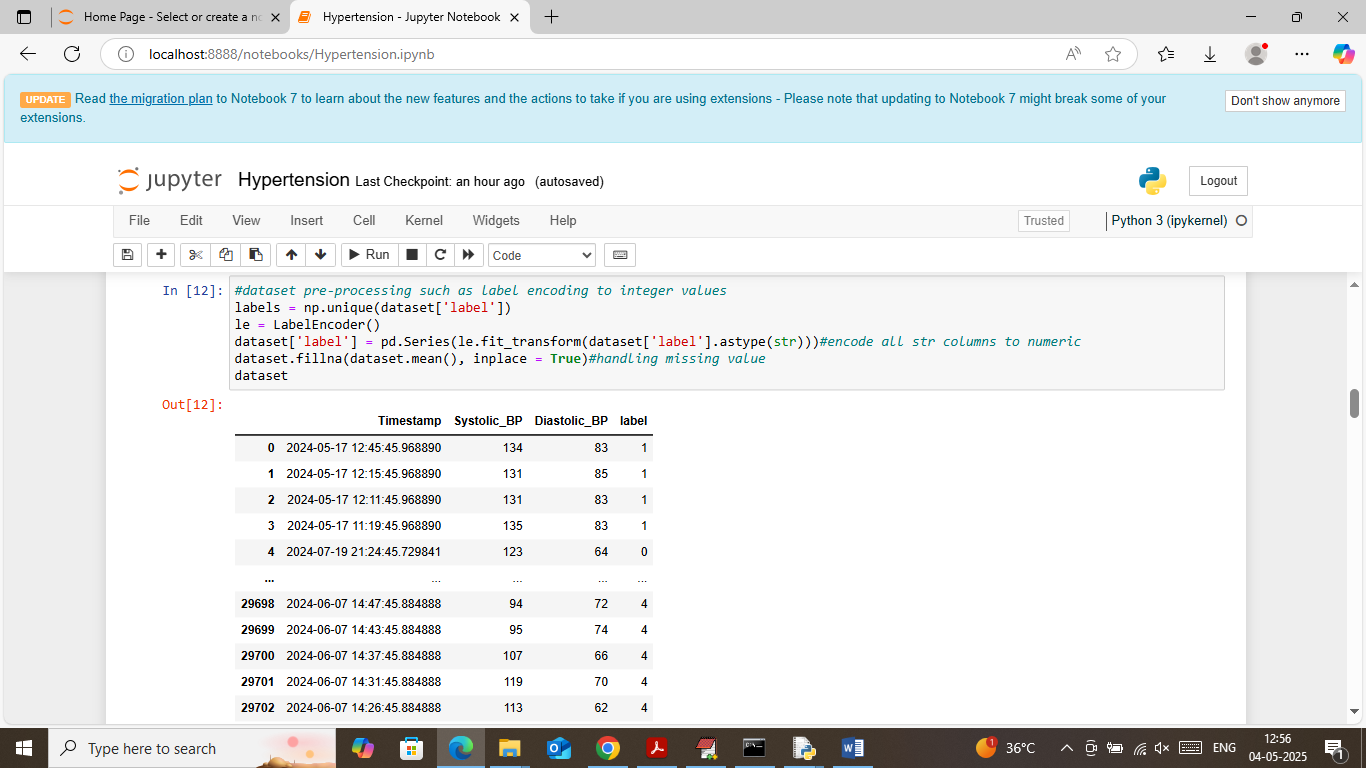 Home Page - Select or create a no
Hypertension - Jupyter Notebook
localhost:8888/notebooks/Hypertension.ipynb
UPDATE Read the migration plan to Notebook 7 to learn about the new features and the actions to take if you are using extensions - Please note that updating to Notebook 7 might break some of your
extensions.
Don't show anymore
jupyter Hypertension Last Checkpoint: an hour ago (autosaved)
Logout
File Edit View Insert Cell Kernel Widgets Help
Trusted
Python 3 (ipykernel)
Run
Code
In [12]:
#dataset pre-processing such as label encoding to integer values
labels = np.unique(dataset['label'])
le = LabelEncoder()
dataset['label'] = pd.Series(le.fit_transform(dataset['label'].astype(str)))#encode all str columns to numeric
dataset.fillna(dataset.mean(), inplace = True)#handling missing value
dataset
Out[12]:
Timestamp Systolic_BP Diastolic_BP label
0 2024-05-17 12:45:45.968890 134 83 1
1 2024-05-17 12:15:45.968890 131 85 1
2 2024-05-17 12:11:45.968890 131 83 1
3 2024-05-17 11:19:45.968890 135 83 1
4 2024-07-19 21:24:45.729841 123 64 0
... ... ... ... ...
29698 2024-06-07 14:47:45.884888 94 72 4
29699 2024-06-07 14:43:45.884888 95 74 4
29700 2024-06-07 14:37:45.884888 107 66 4
29701 2024-06-07 14:31:45.884888 119 70 4
29702 2024-06-07 14:26:45.884888 113 62 4
Type here to search
1
36°C
ENG
12:56
04-05-2025
1